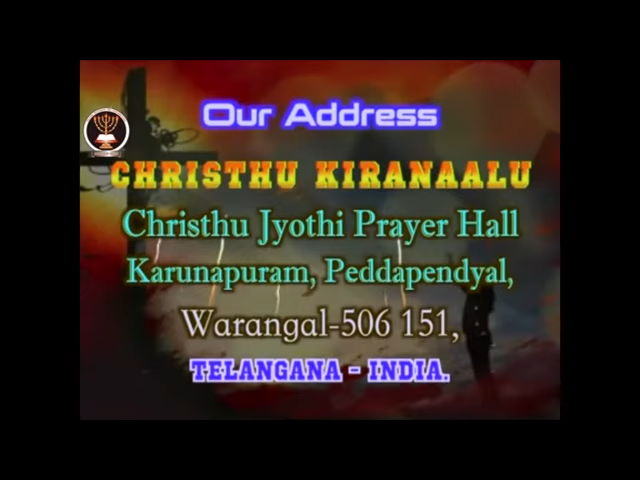 Our Address
CHRISTHU KIRANAALU
Christhu Jyothi Prayer Hall
Karunapuram, Peddapendyal,
Warangal-506 151,
TELANGANA - INDIA.